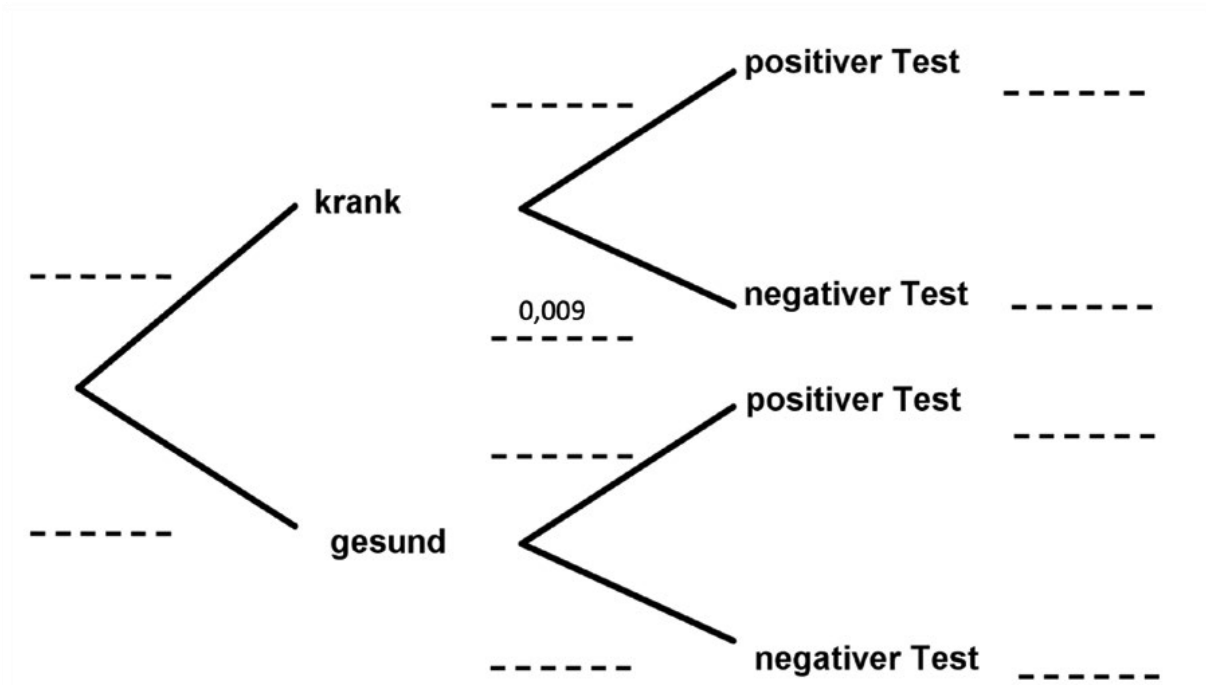 positiver Test
krank
negativer Test
0,009
positiver Test
gesund
negativer Test